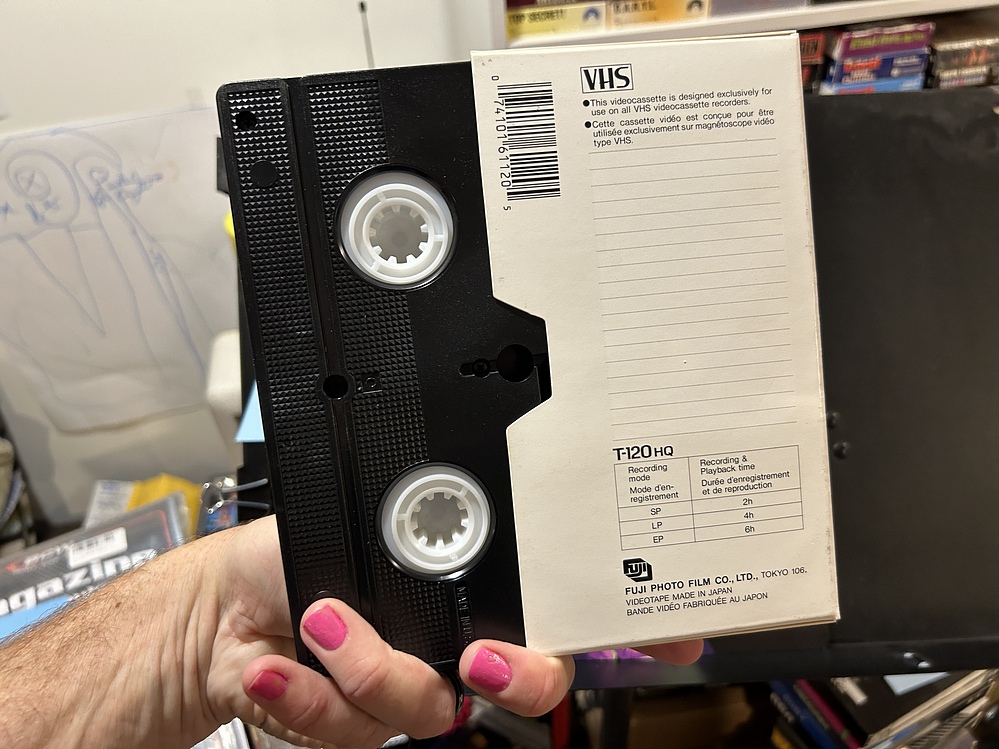 TOP SECRET!
VHS
●This videocassette is designed exclusively for
use on all VHS videocassette recorders.
●Cette cassette vidéo est conçue pour être
utilisée exclusivement sur magnétoscope vidéo
type VHS.
0 74101 61120 5
T-120 HQ
Recording
mode
Mode d'en-
registrement
Recording &
Playback time
Durée d'enregistrement
et de reproduction
SP 2h
LP 4h
EP 6h
Fuji
FUJI PHOTO FILM CO., LTD., TOKYO 106.
VIDEOTAPE MADE IN JAPAN
BANDE VIDÉO FABRIQUÉE AU JAPON
agazine